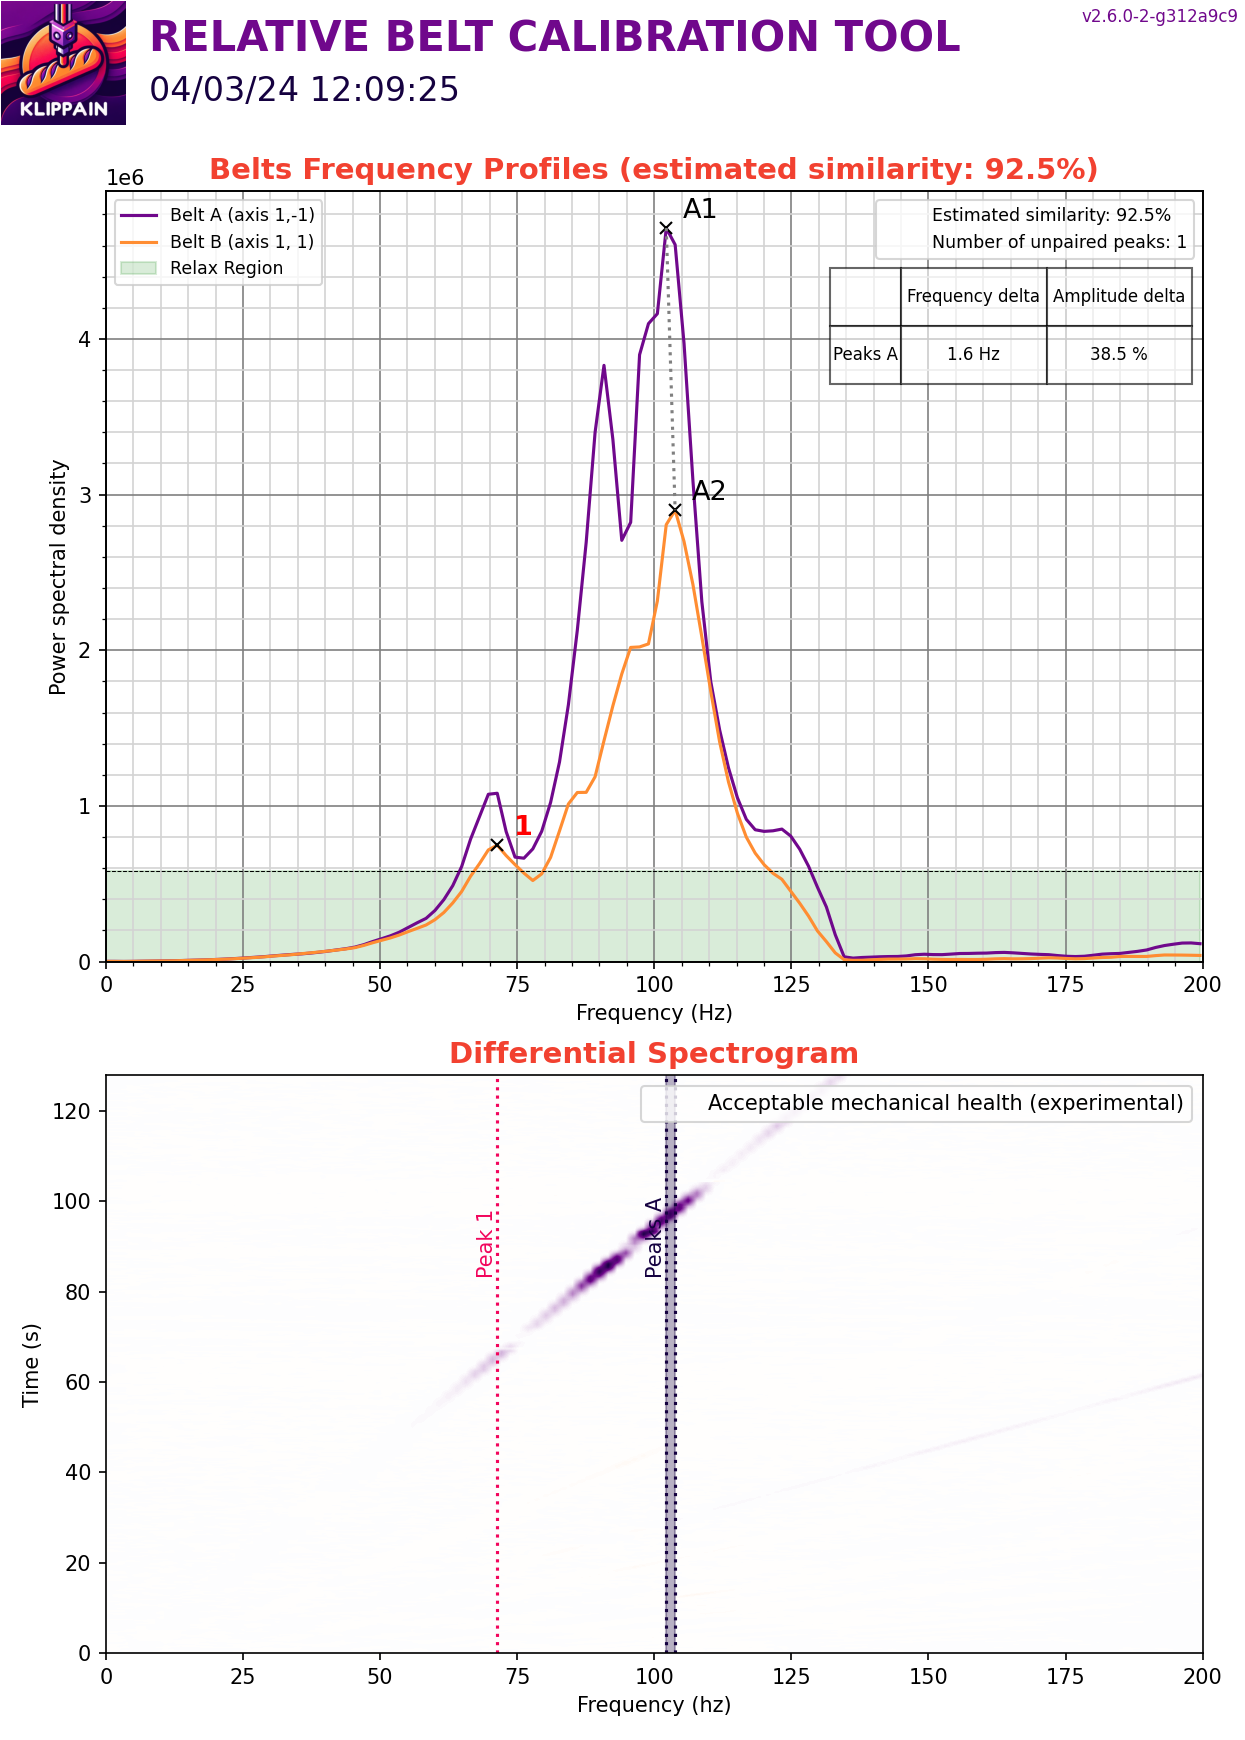 v2.6.0-2-g312a9c9
RELATIVE BELT CALIBRATION TOOL
04/03/24 12:09:25
KLIPPAIN
Belts Frequency Profiles (estimated similarity: 92.5%)
1e6
Belt A (axis 1,-1)
Belt B (axis 1, 1)
Relax Region
Estimated similarity: 92.5%
Number of unpaired peaks: 1
Frequency delta Amplitude delta
Peaks A 1.6 Hz 38.5 %
A1
A2
1
Power spectral density
4
3
2
1
0
0 25 50 75 100 125 150 175 200
Frequency (Hz)
Differential Spectrogram
Acceptable mechanical health (experimental)
Peak 1
Peaks A
Time (s)
120
100
80
60
40
20
0
0 25 50 75 100 125 150 175 200
Frequency (hz)